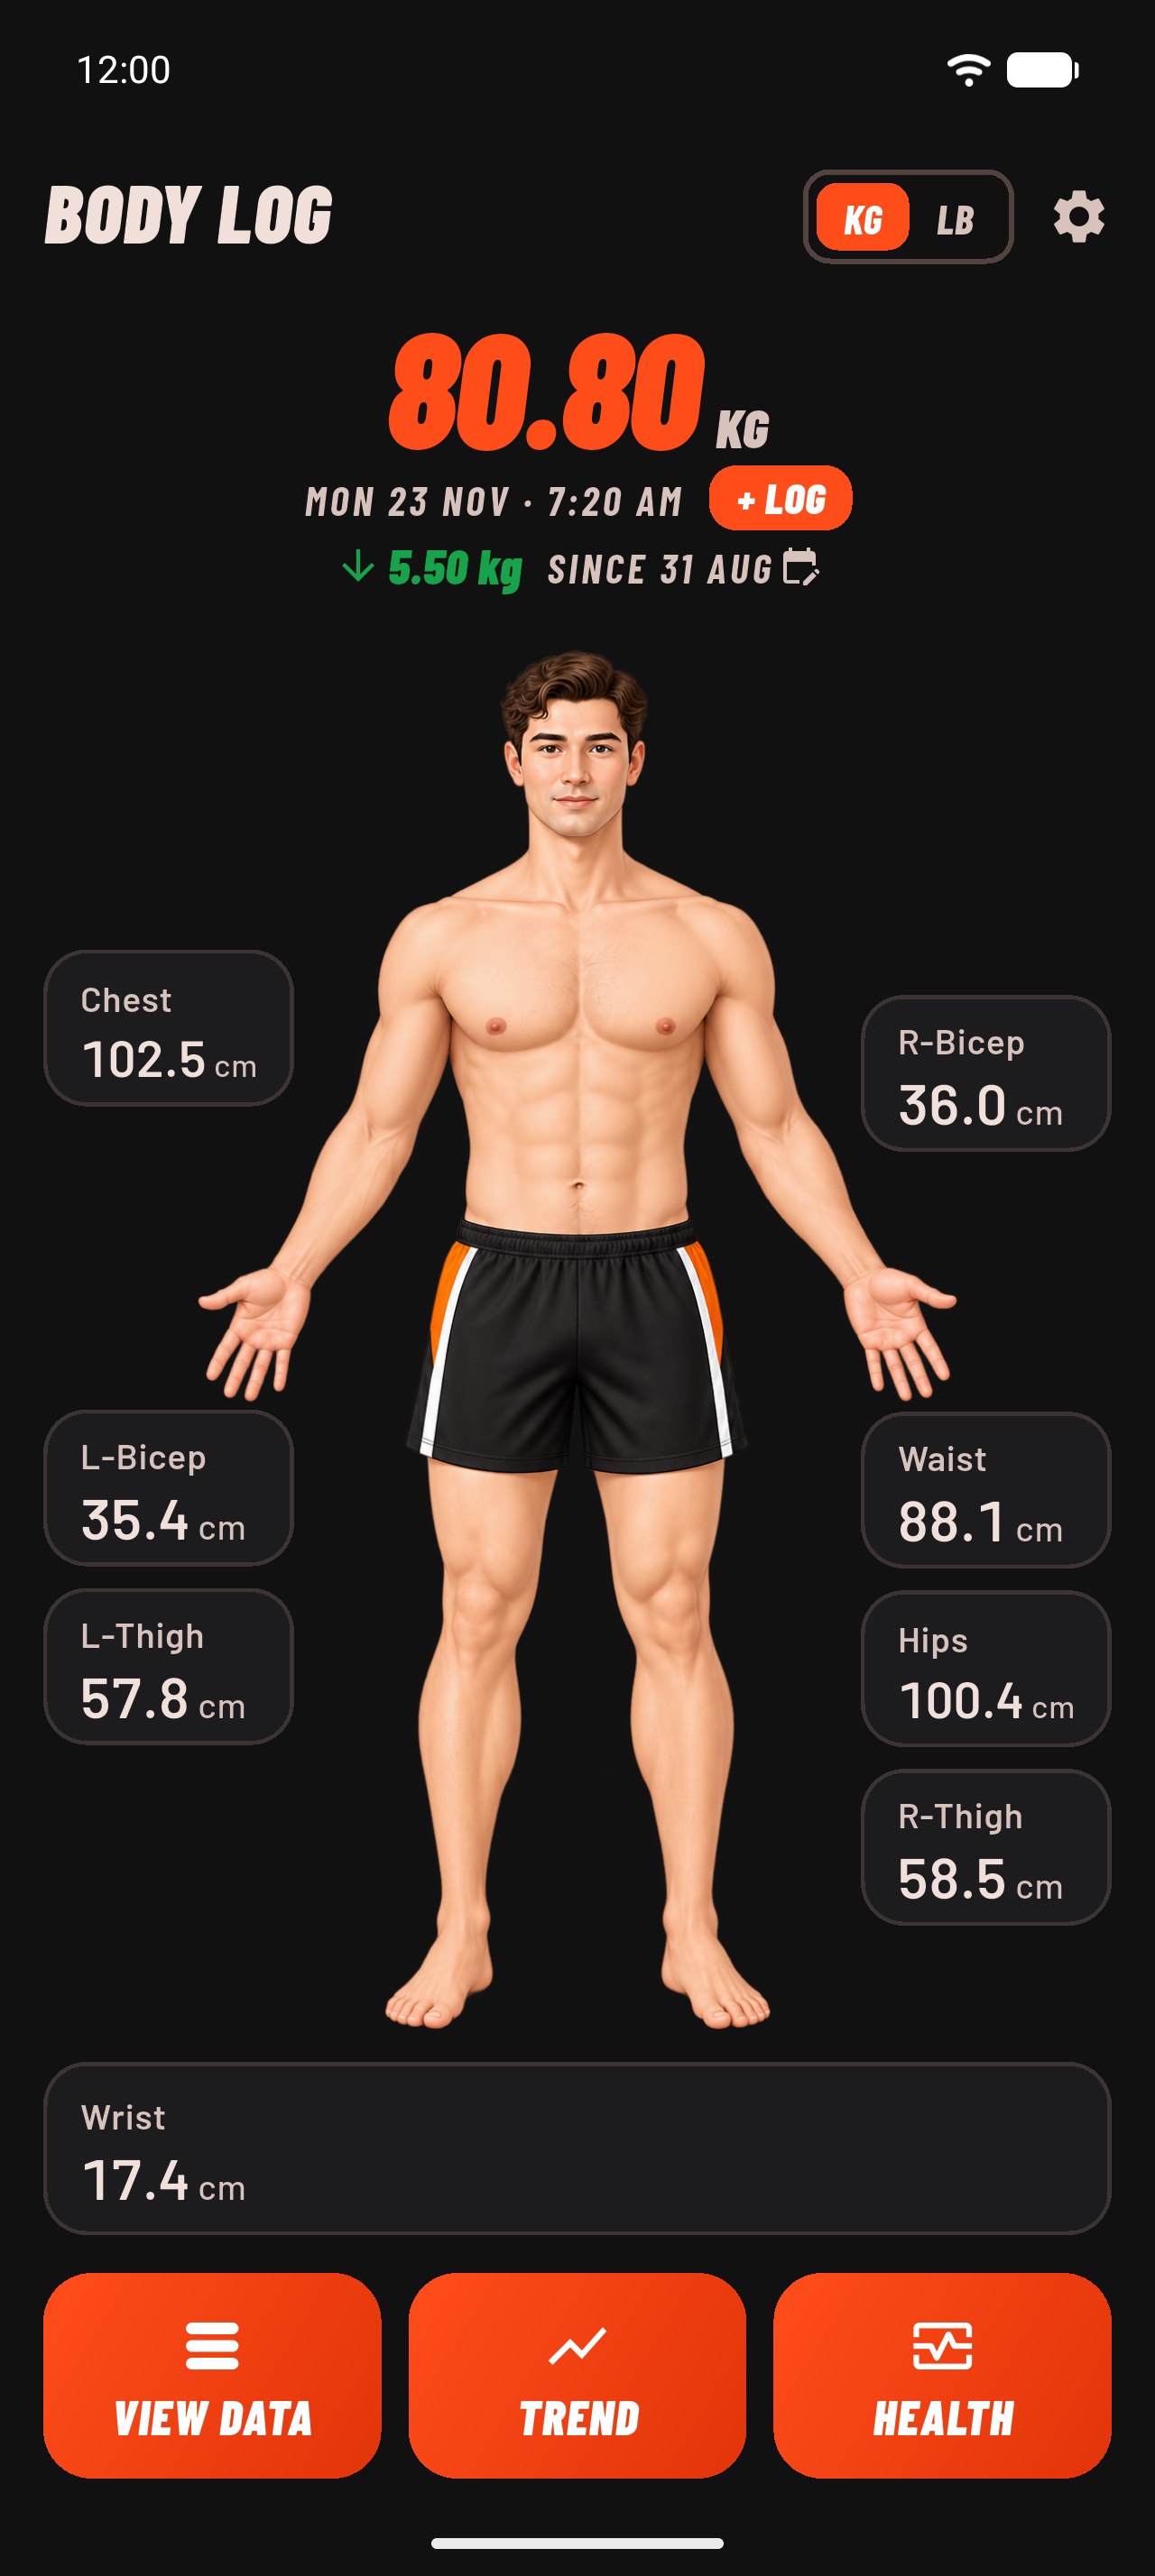 12:00
BODY LOG
KG LB
80.80 KG
MON 23 NOV · 7:20 AM + LOG
↓ 5.50 kg SINCE 31 AUG
Chest
102.5 cm
R-Bicep
36.0 cm
L-Bicep
35.4 cm
Waist
88.1 cm
L-Thigh
57.8 cm
Hips
100.4 cm
R-Thigh
58.5 cm
Wrist
17.4 cm
VIEW DATA
TREND
HEALTH